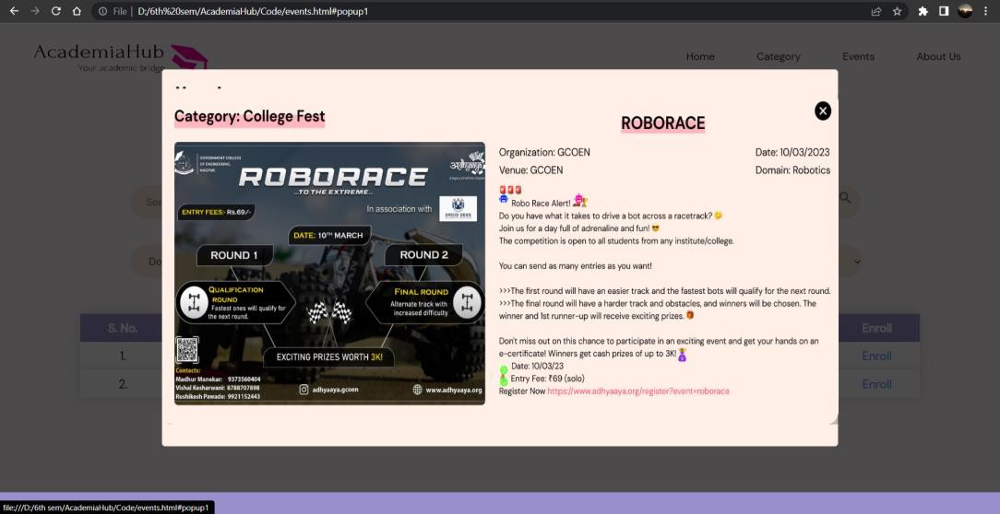 File | D:/6th%20sem/AcademiaHub/Code/events.html#popup1
AcademiaHub
Your academic bridge
Home Category Events About Us
Category: College Fest
ROBORACE
X
GOVERNMENT COLLEGE
OF ENGINEERING,
NAGPUR.
अध्याय
ROBORACE
...TO THE EXTREME...
ENTRY FEES:- Rs.69/-
In association with
DROID DEVS
DATE: 10TH MARCH
ROUND 1
ROUND 2
QUALIFICATION
ROUND
Fastest ones will qualify for
the next round.
FINAL ROUND
Alternate track with
increased difficulty.
EXCITING PRIZES WORTH 3K!
Contacts:
Madhur Manekar: 9373560404
Vishal Kesharwani: 8788707898
Rushikesh Pawade: 9921152443
adhyaaya.gcoen
www.adhyaaya.org
Organization: GCOEN
Date: 10/03/2023
Venue: GCOEN
Domain: Robotics
🚨🚨🚨
Robo Race Alert!
Do you have what it takes to drive a bot across a racetrack?
Join us for a day full of adrenaline and fun! 😎
The competition is open to all students from any institute/college.
You can send as many entries as you want!
>>>The first round will have an easier track and the fastest bots will qualify for the next round.
>>>The final round will have a harder track and obstacles, and winners will be chosen. The
winner and 1st runner-up will receive exciting prizes. 🎁
Don't miss out on this chance to participate in an exciting event and get your hands on an
e-certificate! Winners get cash prizes of up to 3K!
Date: 10/03/23
Entry Fee: ₹69 (solo)
Register Now https://www.adhyaaya.org/register?event=roborace
Sea
Do
S. No.
Enroll
1.
Enroll
2.
Enroll
file:///D:/6th sem/AcademiaHub/Code/events.html#popup1